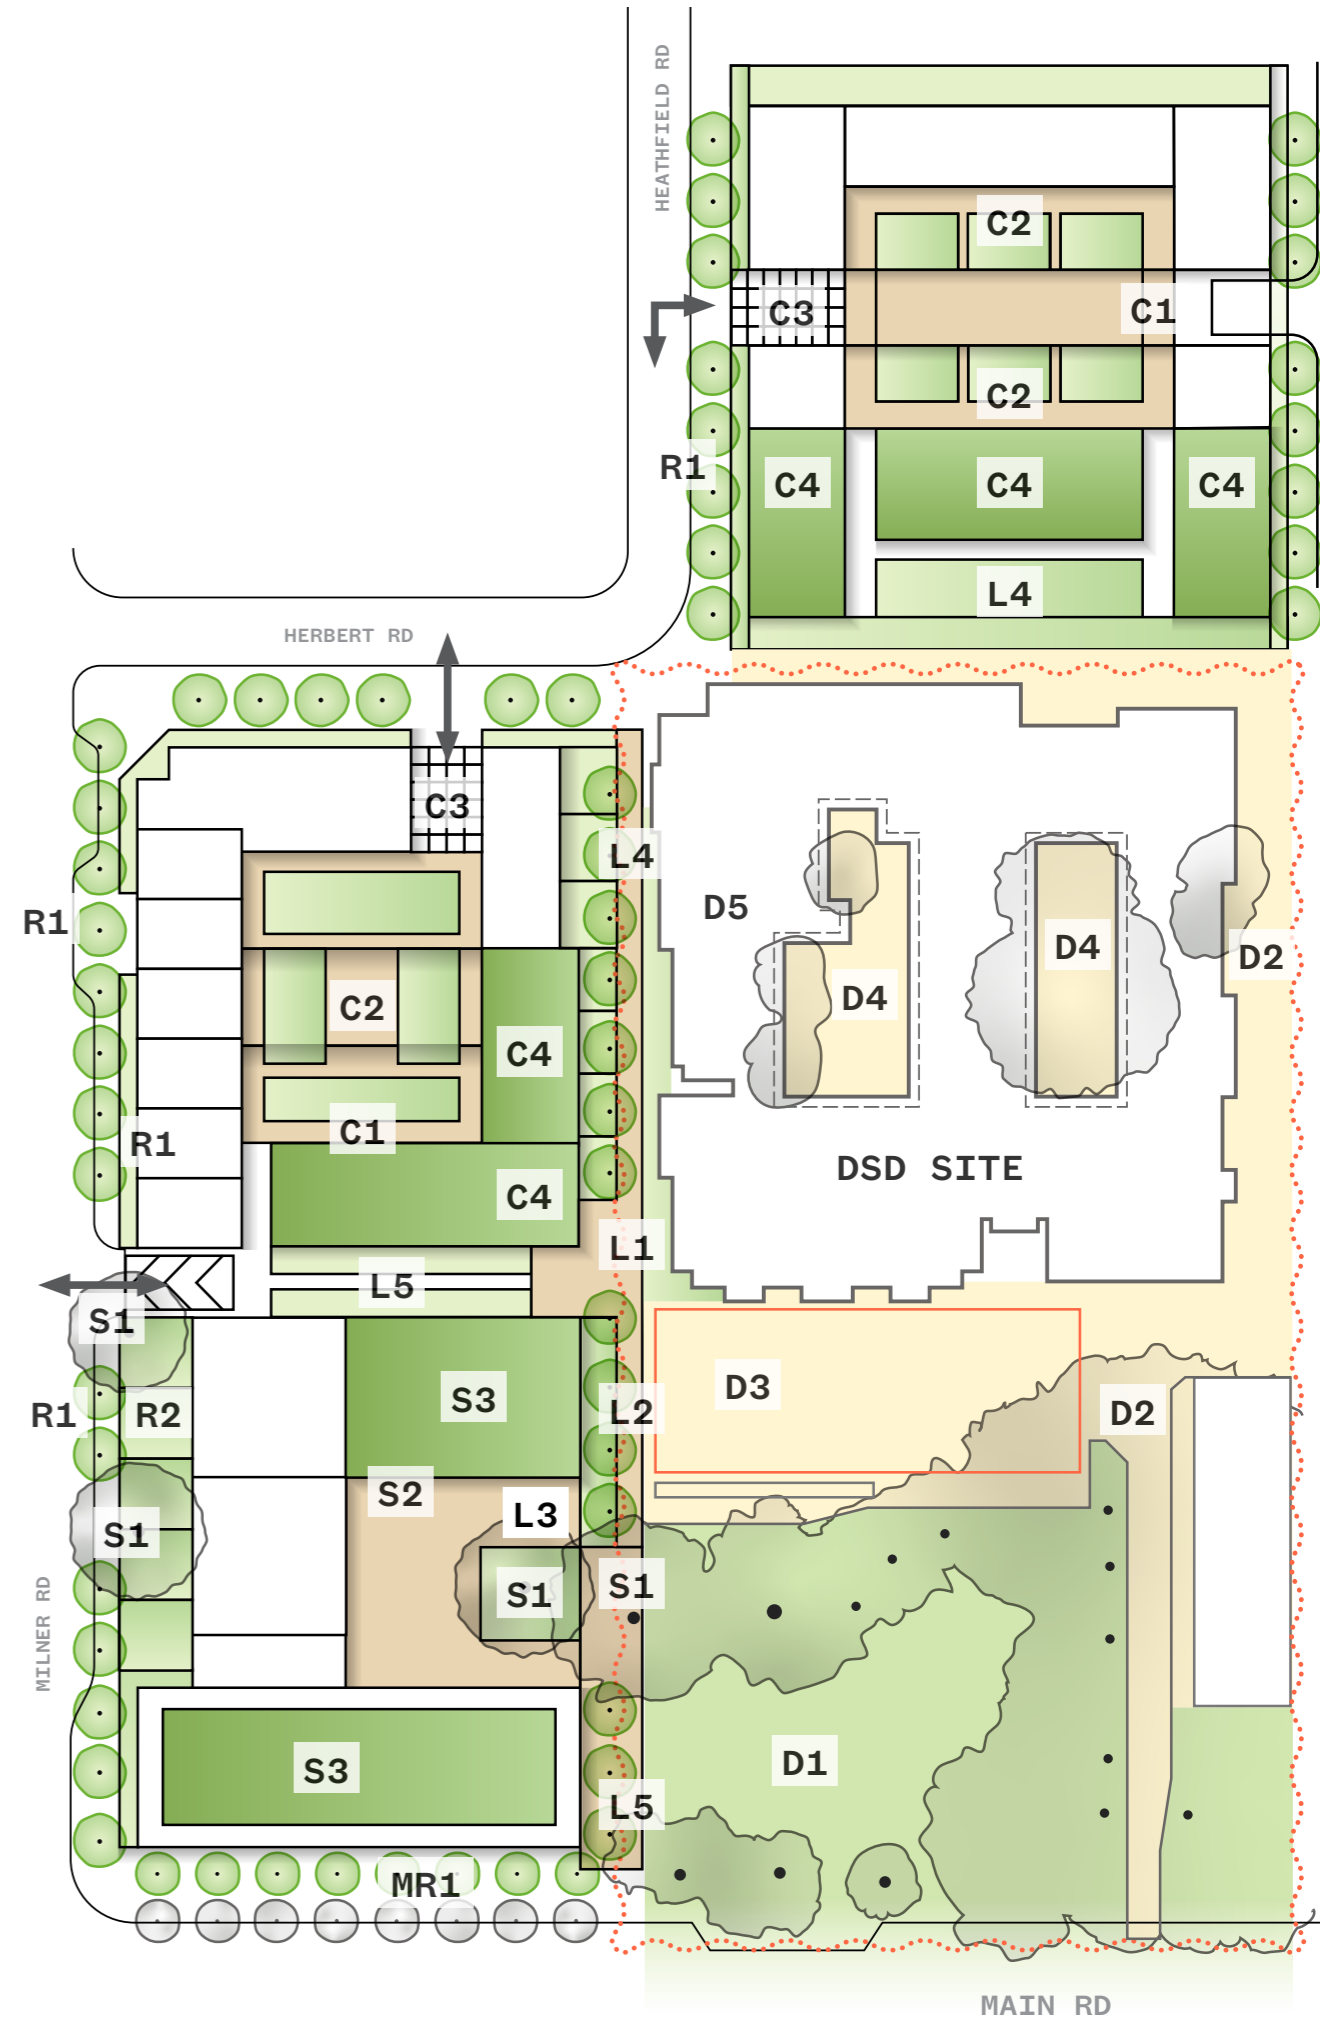 HEATHFIELD RD
C2
C3
C1
C2
R1
C4
C4
C4
L4
HERBERT RD
C3
L4
D5
R1
D4
D4
D2
C2
C4
C1
R1
DSD SITE
C4
L1
L5
S1
D3
R1
R2
S3
L2
D2
S2
L3
S1
S1
S1
MILNER RD
D1
S3
L5
MR1
MAIN RD